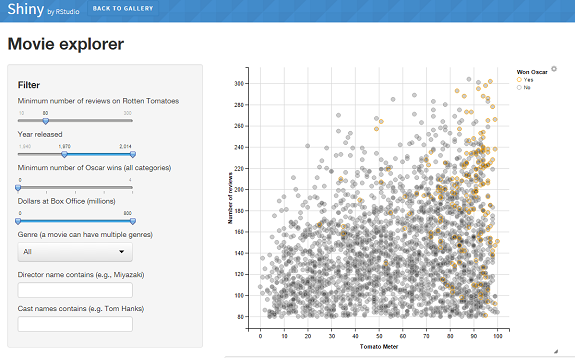 Shiny by RStudio
BACK TO GALLERY
Movie explorer
Filter
Minimum number of reviews on Rotten Tomatoes
10 80 300
Year released
1,940 1,970 2,014
Minimum number of Oscar wins (all categories)
0 4
Dollars at Box Office (millions)
0 800
Genre (a movie can have multiple genres)
All
Director name contains (e.g., Miyazaki)
Cast names contains (e.g. Tom Hanks)
Number of reviews
300
280
260
240
220
200
180
160
140
120
100
80
0 10 20 30 40 50 60 70 80 90 100
Tomato Meter
Won Oscar
Yes
No